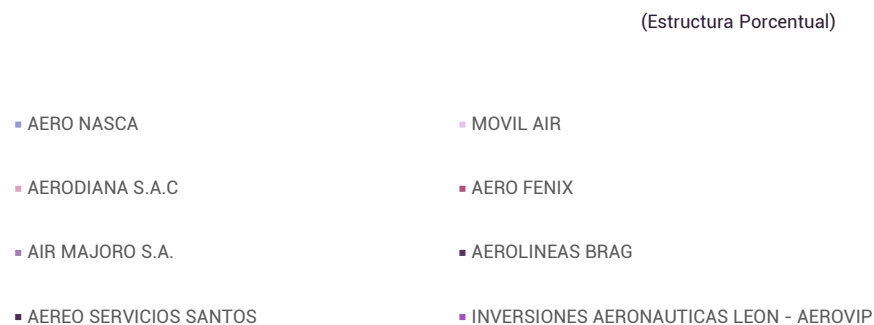 (Estructura Porcentual)
AERO NASCA
MOVIL AIR
AERODIANA S.A.C
AERO FENIX
AIR MAJORO S.A.
AEROLINEAS BRAG
AEREO SERVICIOS SANTOS
INVERSIONES AERONAUTICAS LEON - AEROVIP